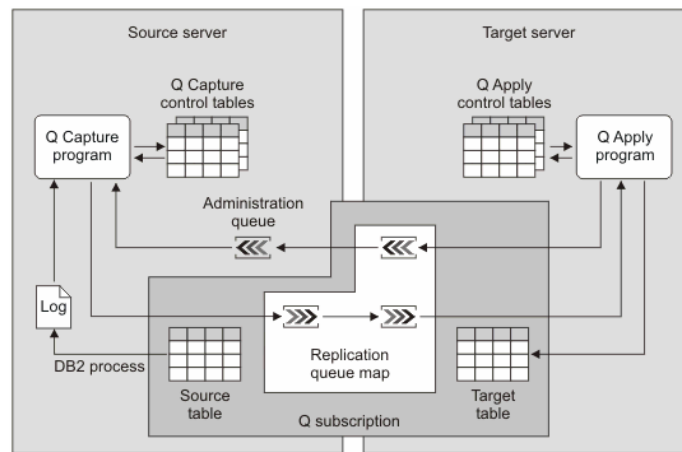 Source server
Target server
Q Capture
control tables
Q Apply
control tables
Q Capture
program
Q Apply
program
Administration
queue
Log
DB2 process
Replication
queue map
Source
table
Target
table
Q subscription